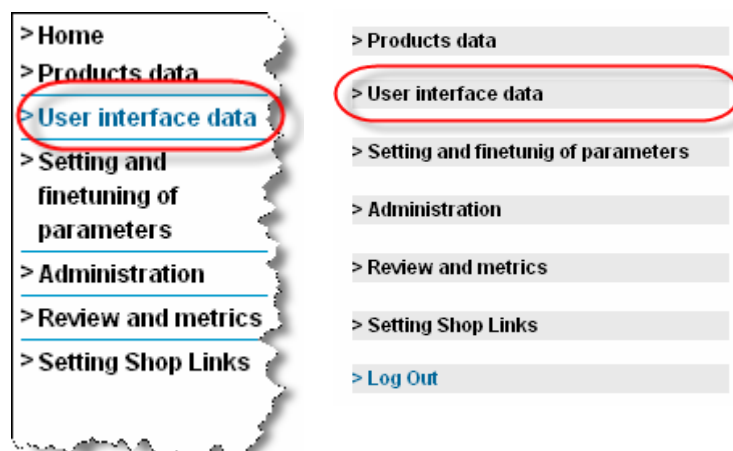 >Home
>Products data
>User interface data
>Setting and
finetuning of
parameters
>Administration
>Review and metrics
>Setting Shop Links
> Products data
> User interface data
> Setting and finetunig of parameters
> Administration
> Review and metrics
> Setting Shop Links
> Log Out